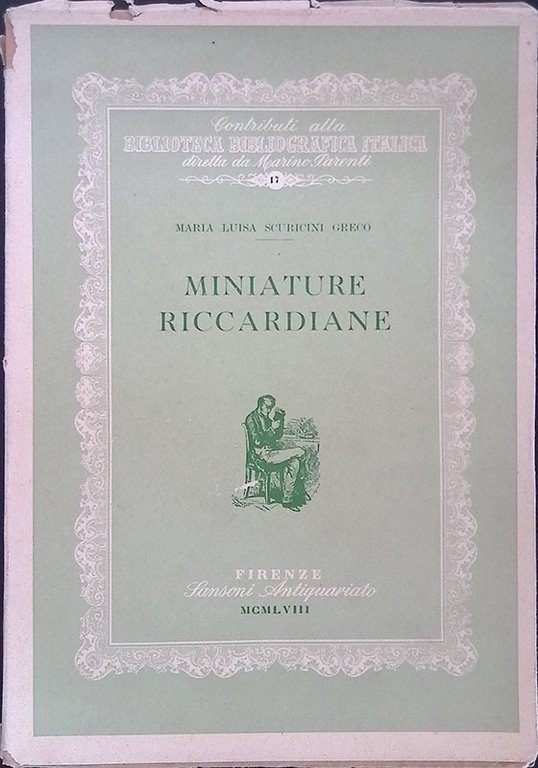 Contributi alla
BIBLIOTECA BIBLIOGRAFICA ITALICA
diretta da Marino Parenti
17
MARIA LUISA SCURICINI GRECO
MINIATURE
RICCARDIANE
FIRENZE
Sansoni Antiquariato
MCMLVIII